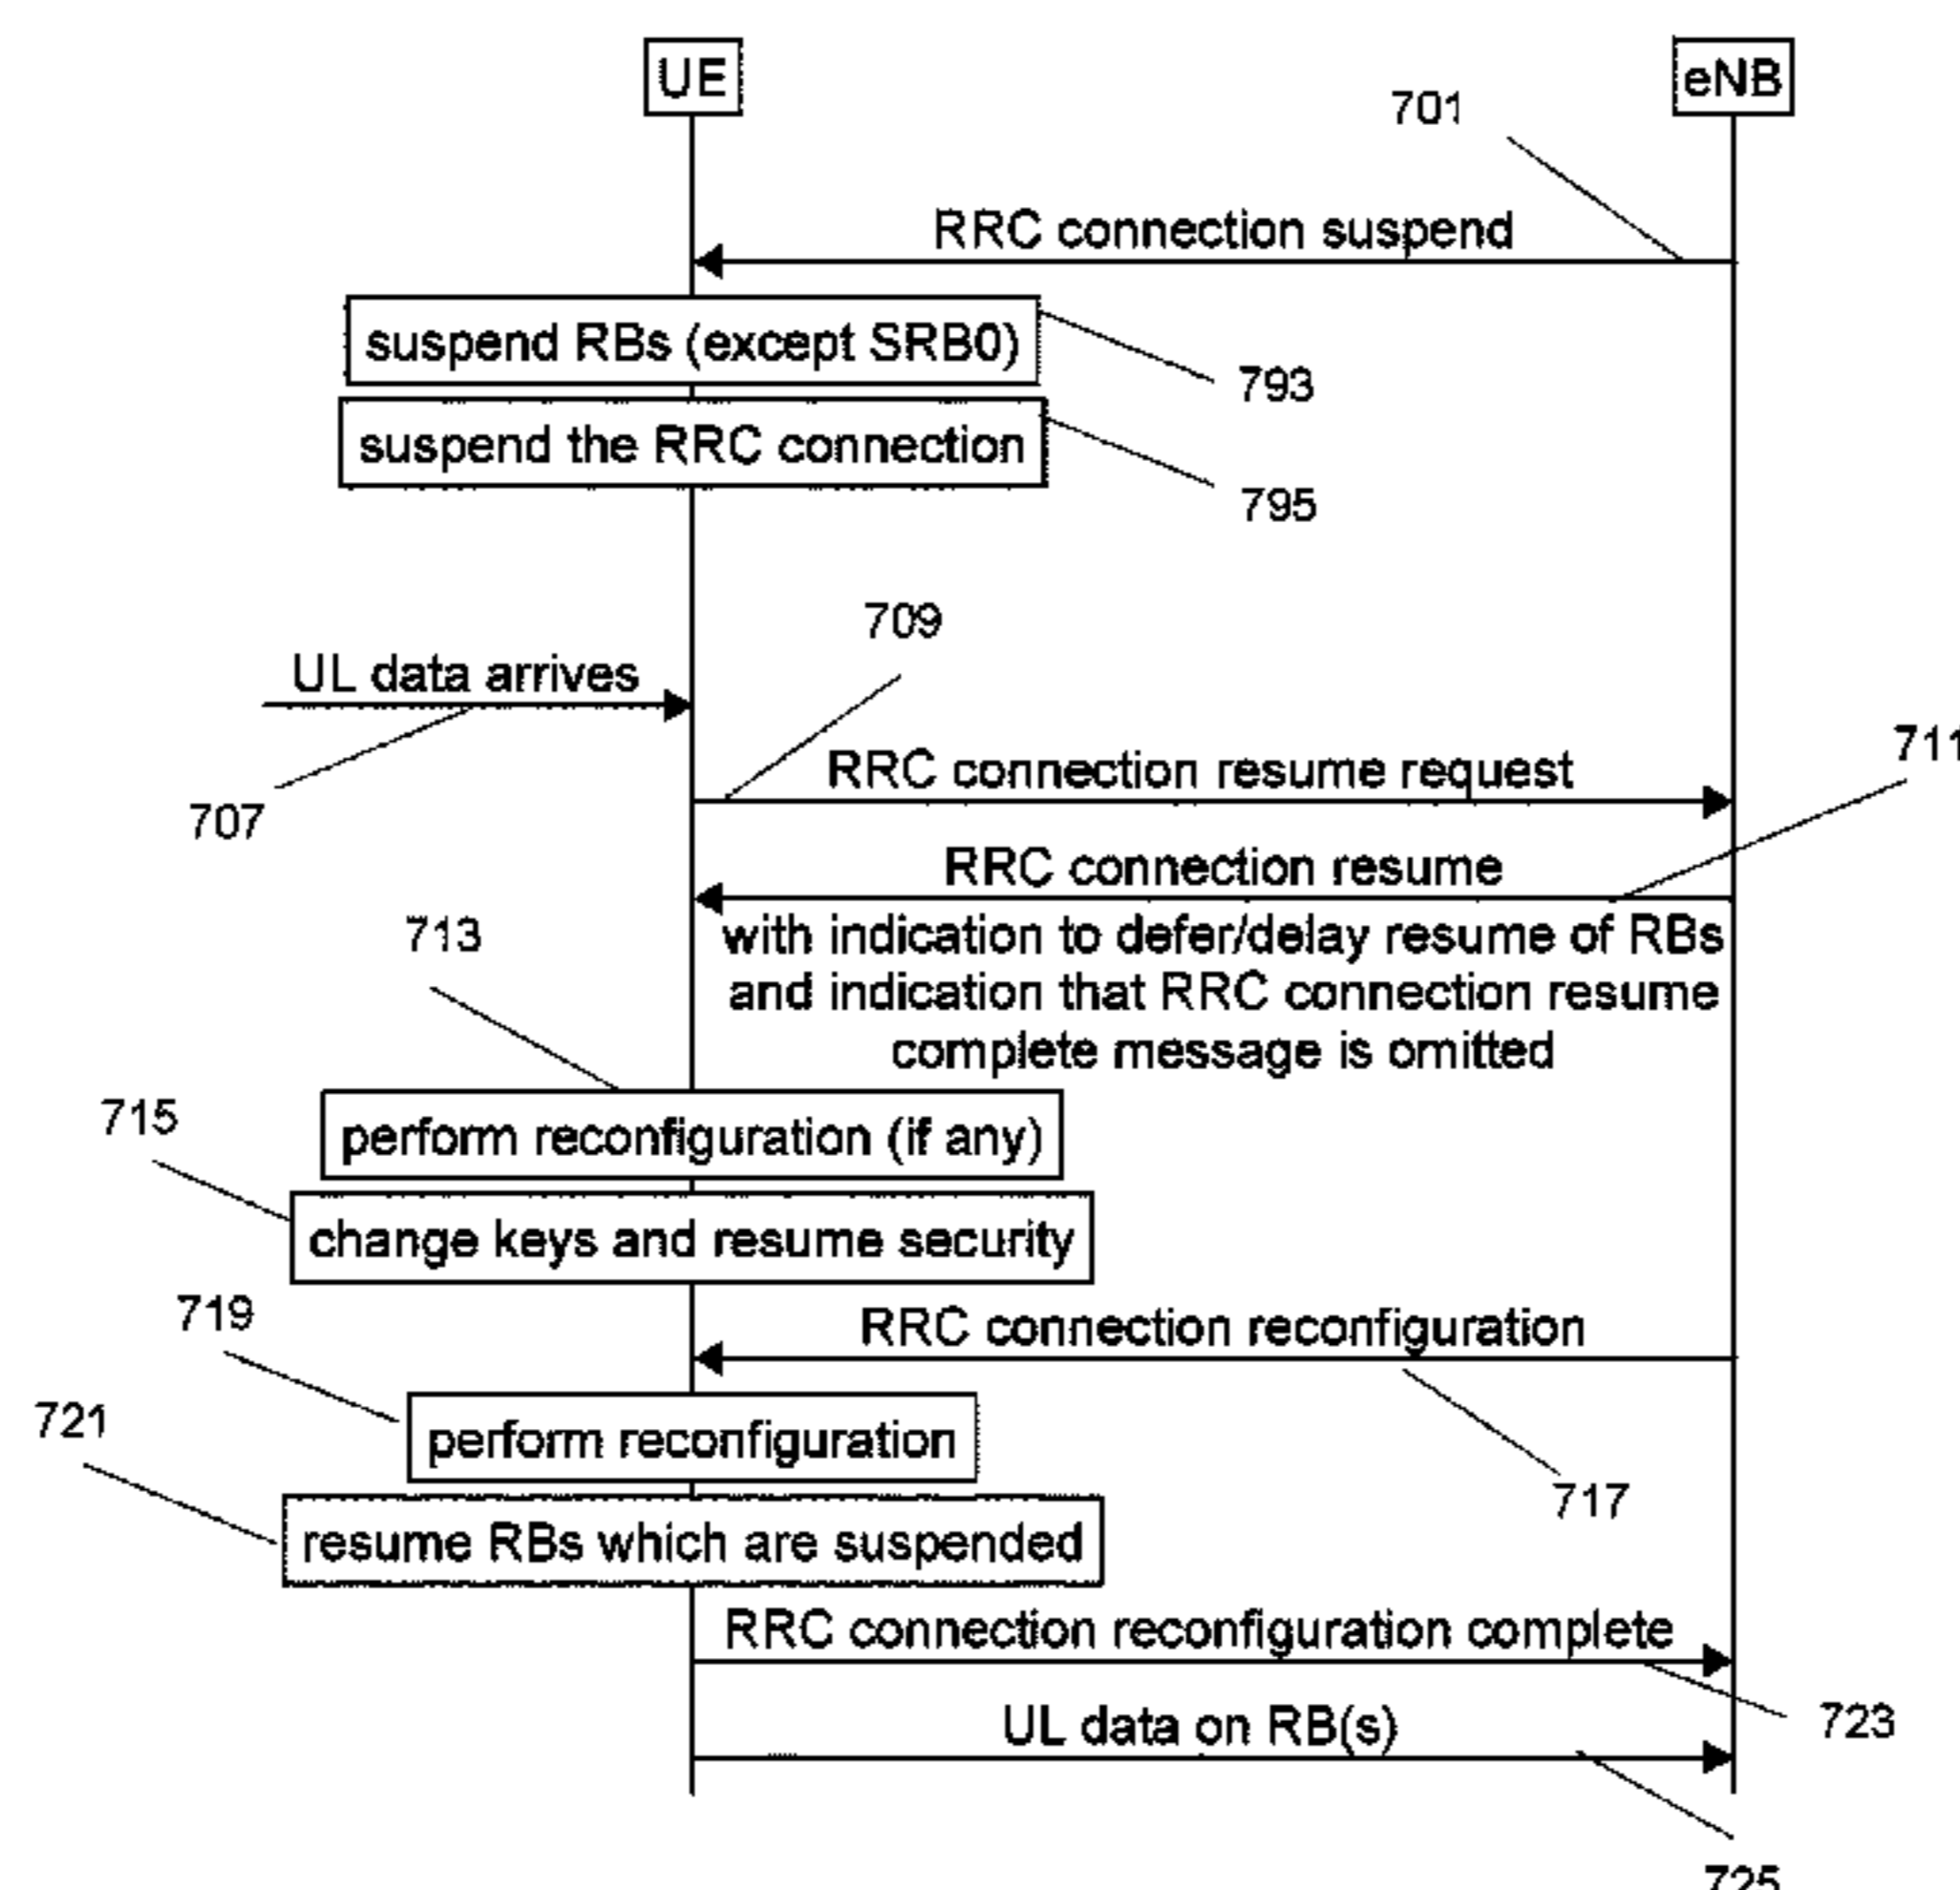 UE
eNB
701
RRC connection suspend
suspend RBs (except SRB0)
793
suspend the RRC connection
795
709
UL data arrives
707
RRC connection resume request
711
RRC connection resume
with indication to defer/delay resume of RBs
and indication that RRC connection resume
complete message is omitted
713
perform reconfiguration (if any)
715
change keys and resume security
719
RRC connection reconfiguration
717
perform reconfiguration
721
resume RBs which are suspended
RRC connection reconfiguration complete
723
UL data on RB(s)
725